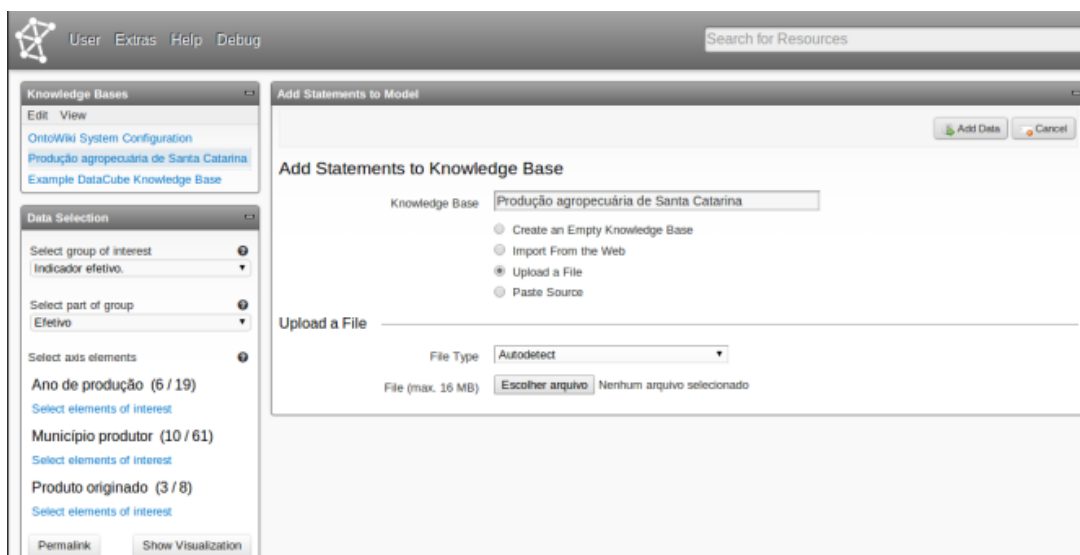 User Extras Help Debug
Search for Resources
Knowledge Bases
Edit View
OntoWiki System Configuration
Produção agropecuária de Santa Catarina
Example DataCube Knowledge Base
Data Selection
Select group of interest
Indicador efetivo.
Select part of group
Efetivo
Select axis elements
Ano de produção (6 / 19)
Select elements of interest
Município produtor (10 / 61)
Select elements of interest
Produto originado (3 / 8)
Select elements of interest
Permalink Show Visualization
Add Statements to Model
Add Data Cancel
Add Statements to Knowledge Base
Knowledge Base Produção agropecuária de Santa Catarina
Create an Empty Knowledge Base
Import From the Web
Upload a File
Paste Source
Upload a File
File Type Autodetect
File (max. 16 MB) Escolher arquivo Nenhum arquivo selecionado